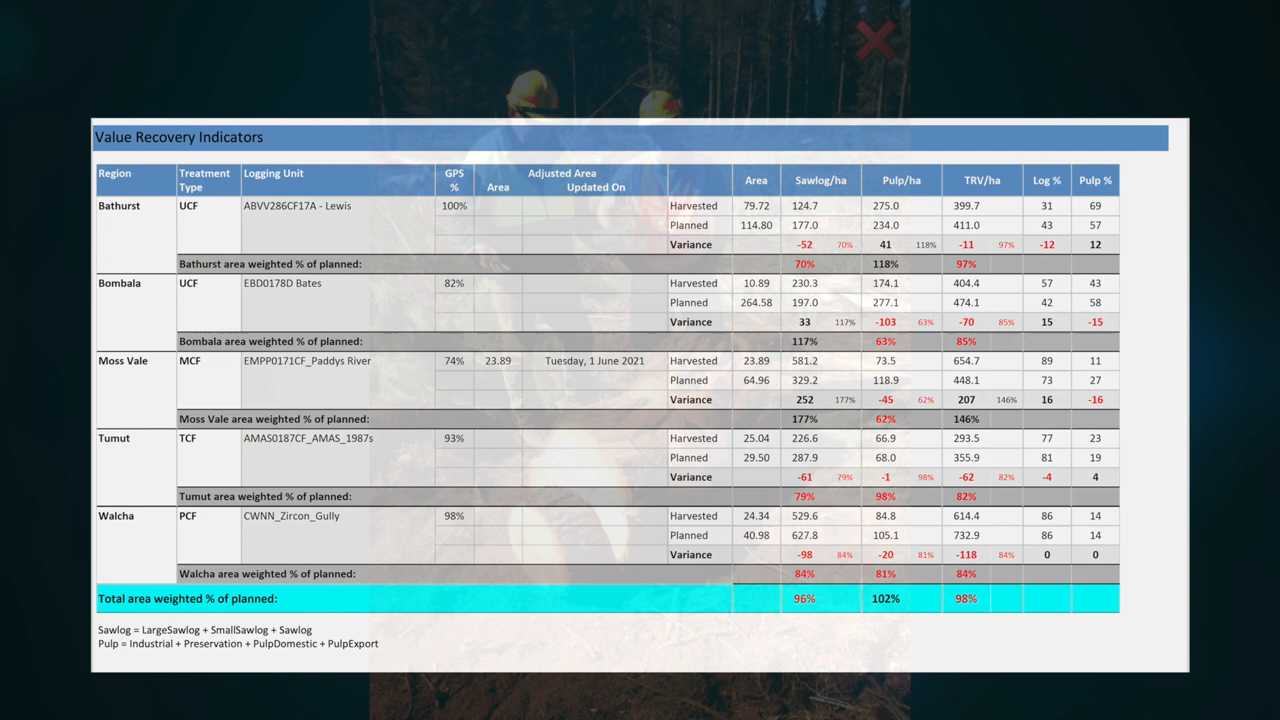 Value Recovery Indicators
Region Treatment Type Logging Unit GPS % Adjusted Area Area Updated On Area Sawlog/ha Pulp/ha TRV/ha Log % Pulp %
Bathurst UCF ABVV286CF17A - Lewis 100% Harvested 79.72 124.7 275.0 399.7 31 69
Planned 114.80 177.0 234.0 411.0 43 57
Variance -52 70% 41 118% -11 97% -12 12
Bathurst area weighted % of planned: 70% 118% 97%
Bombala UCF EBD0178D Bates 82% Harvested 10.89 230.3 174.1 404.4 57 43
Planned 264.58 197.0 277.1 474.1 42 58
Variance 33 117% -103 63% -70 85% 15 -15
Bombala area weighted % of planned: 117% 63% 85%
Moss Vale MCF EMPP0171CF_Paddys River 74% 23.89 Tuesday, 1 June 2021 Harvested 23.89 581.2 73.5 654.7 89 11
Planned 64.96 329.2 118.9 448.1 73 27
Variance 252 177% -45 62% 207 146% 16 -16
Moss Vale area weighted % of planned: 177% 62% 146%
Tumut TCF AMAS0187CF_AMAS_1987s 93% Harvested 25.04 226.6 66.9 293.5 77 23
Planned 29.50 287.9 68.0 355.9 81 19
Variance -61 79% -1 98% -62 82% -4 4
Tumut area weighted % of planned: 79% 98% 82%
Walcha PCF CWNN_Zircon_Gully 98% Harvested 24.34 529.6 84.8 614.4 86 14
Planned 40.98 627.8 105.1 732.9 86 14
Variance -98 84% -20 81% -118 84% 0 0
Walcha area weighted % of planned: 84% 81% 84%
Total area weighted % of planned: 96% 102% 98%
Sawlog = LargeSawlog + SmallSawlog + Sawlog
Pulp = Industrial + Preservation + PulpDomestic + PulpExport